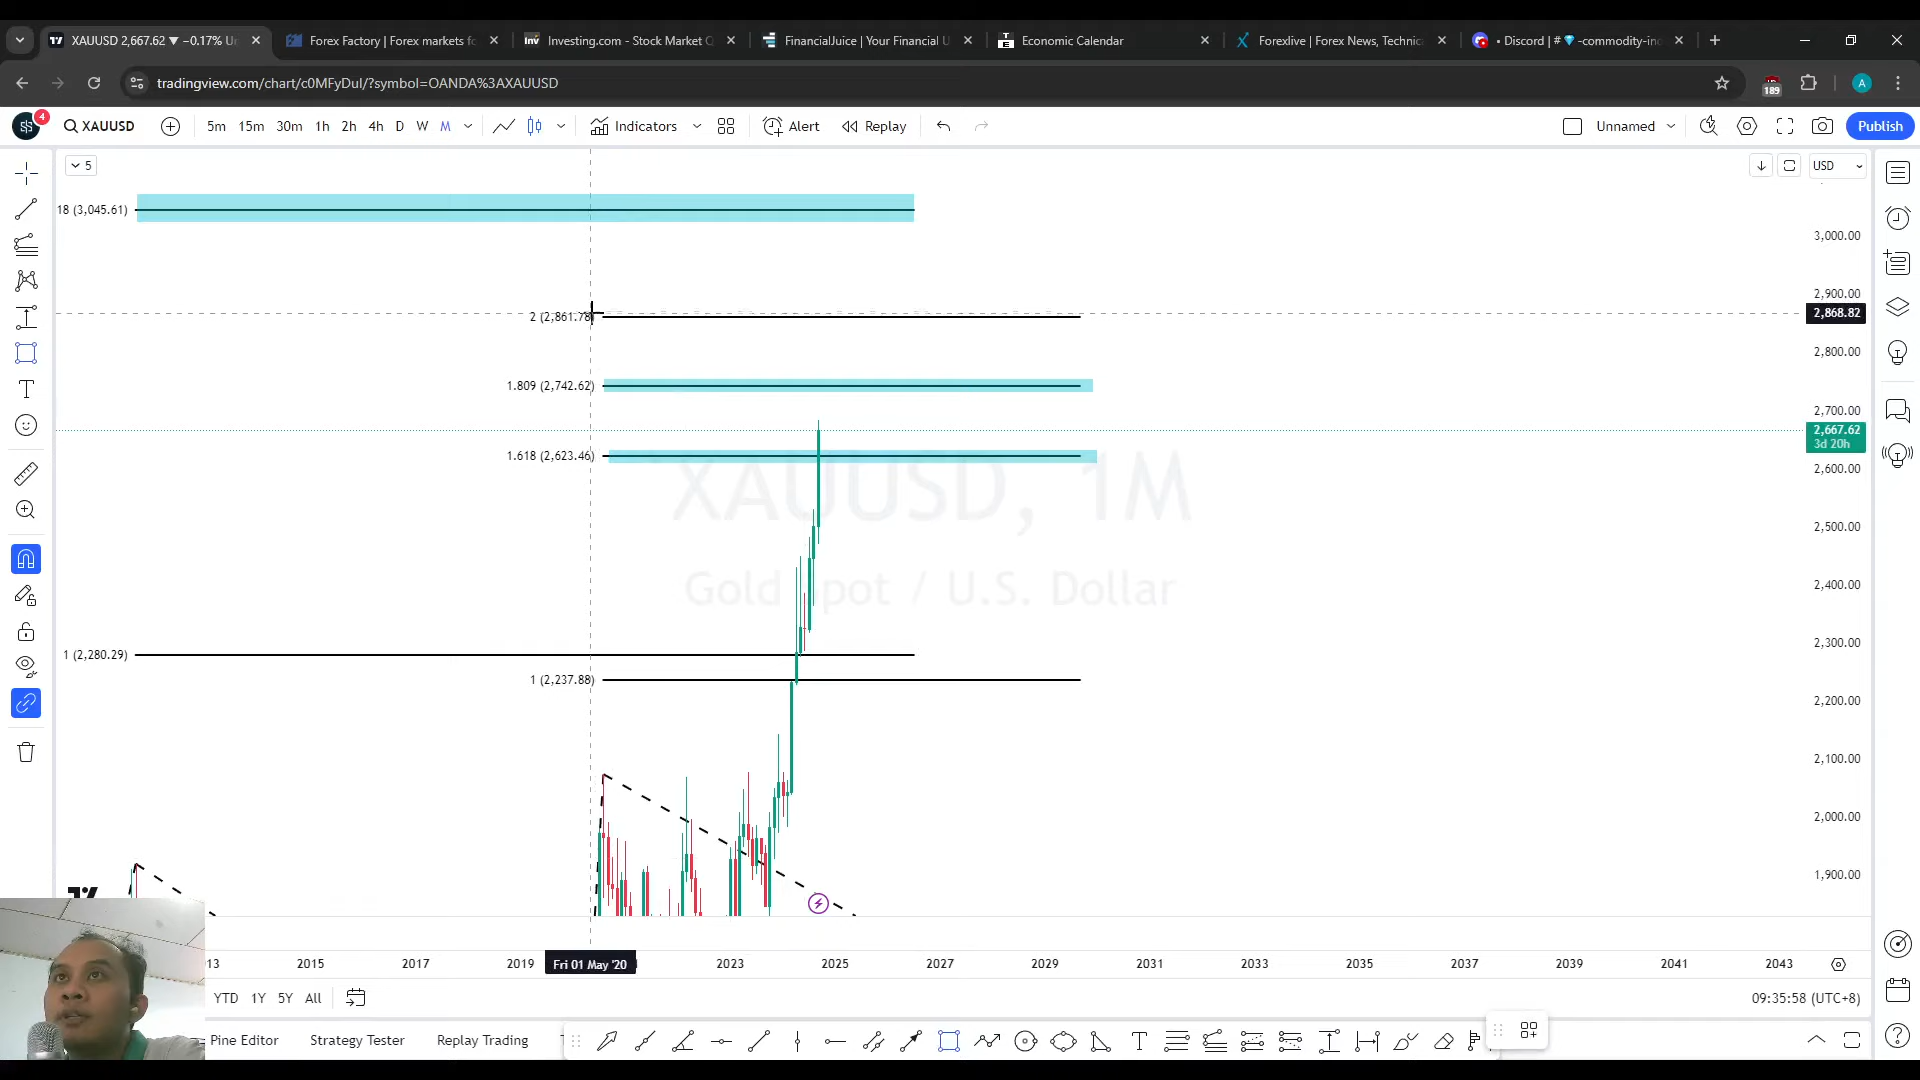 XAUUSD 2,667.62 ▼ −0.17% Un
Forex Factory | Forex markets fo
Investing.com - Stock Market Q
FinancialJuice | Your Financial U
Economic Calendar
Forexlive | Forex News, Technica
• Discord | # 💎-commodity-ind
tradingview.com/chart/c0MFyDuI/?symbol=OANDA%3AXAUUSD
189
A
4
XAUUSD
5m 15m 30m 1h 2h 4h D W M
Indicators
Alert
Replay
Unnamed
Publish
5
USD
18 (3,045.61)
3,000.00
2,900.00
2 (2,861.78)
2,868.82
2,800.00
1.809 (2,742.62)
2,700.00
2,667.62
3d 20h
1.618 (2,623.46)
2,600.00
XAUUSD, 1M
2,500.00
Gold Spot / U.S. Dollar
2,400.00
1 (2,280.29)
2,300.00
1 (2,237.88)
2,200.00
2,100.00
2,000.00
1,900.00
13 2015 2017 2019 Fri 01 May '20 2023 2025 2027 2029 2031 2033 2035 2037 2039 2041 2043
YTD 1Y 5Y All
09:35:58 (UTC+8)
Pine Editor
Strategy Tester
Replay Trading